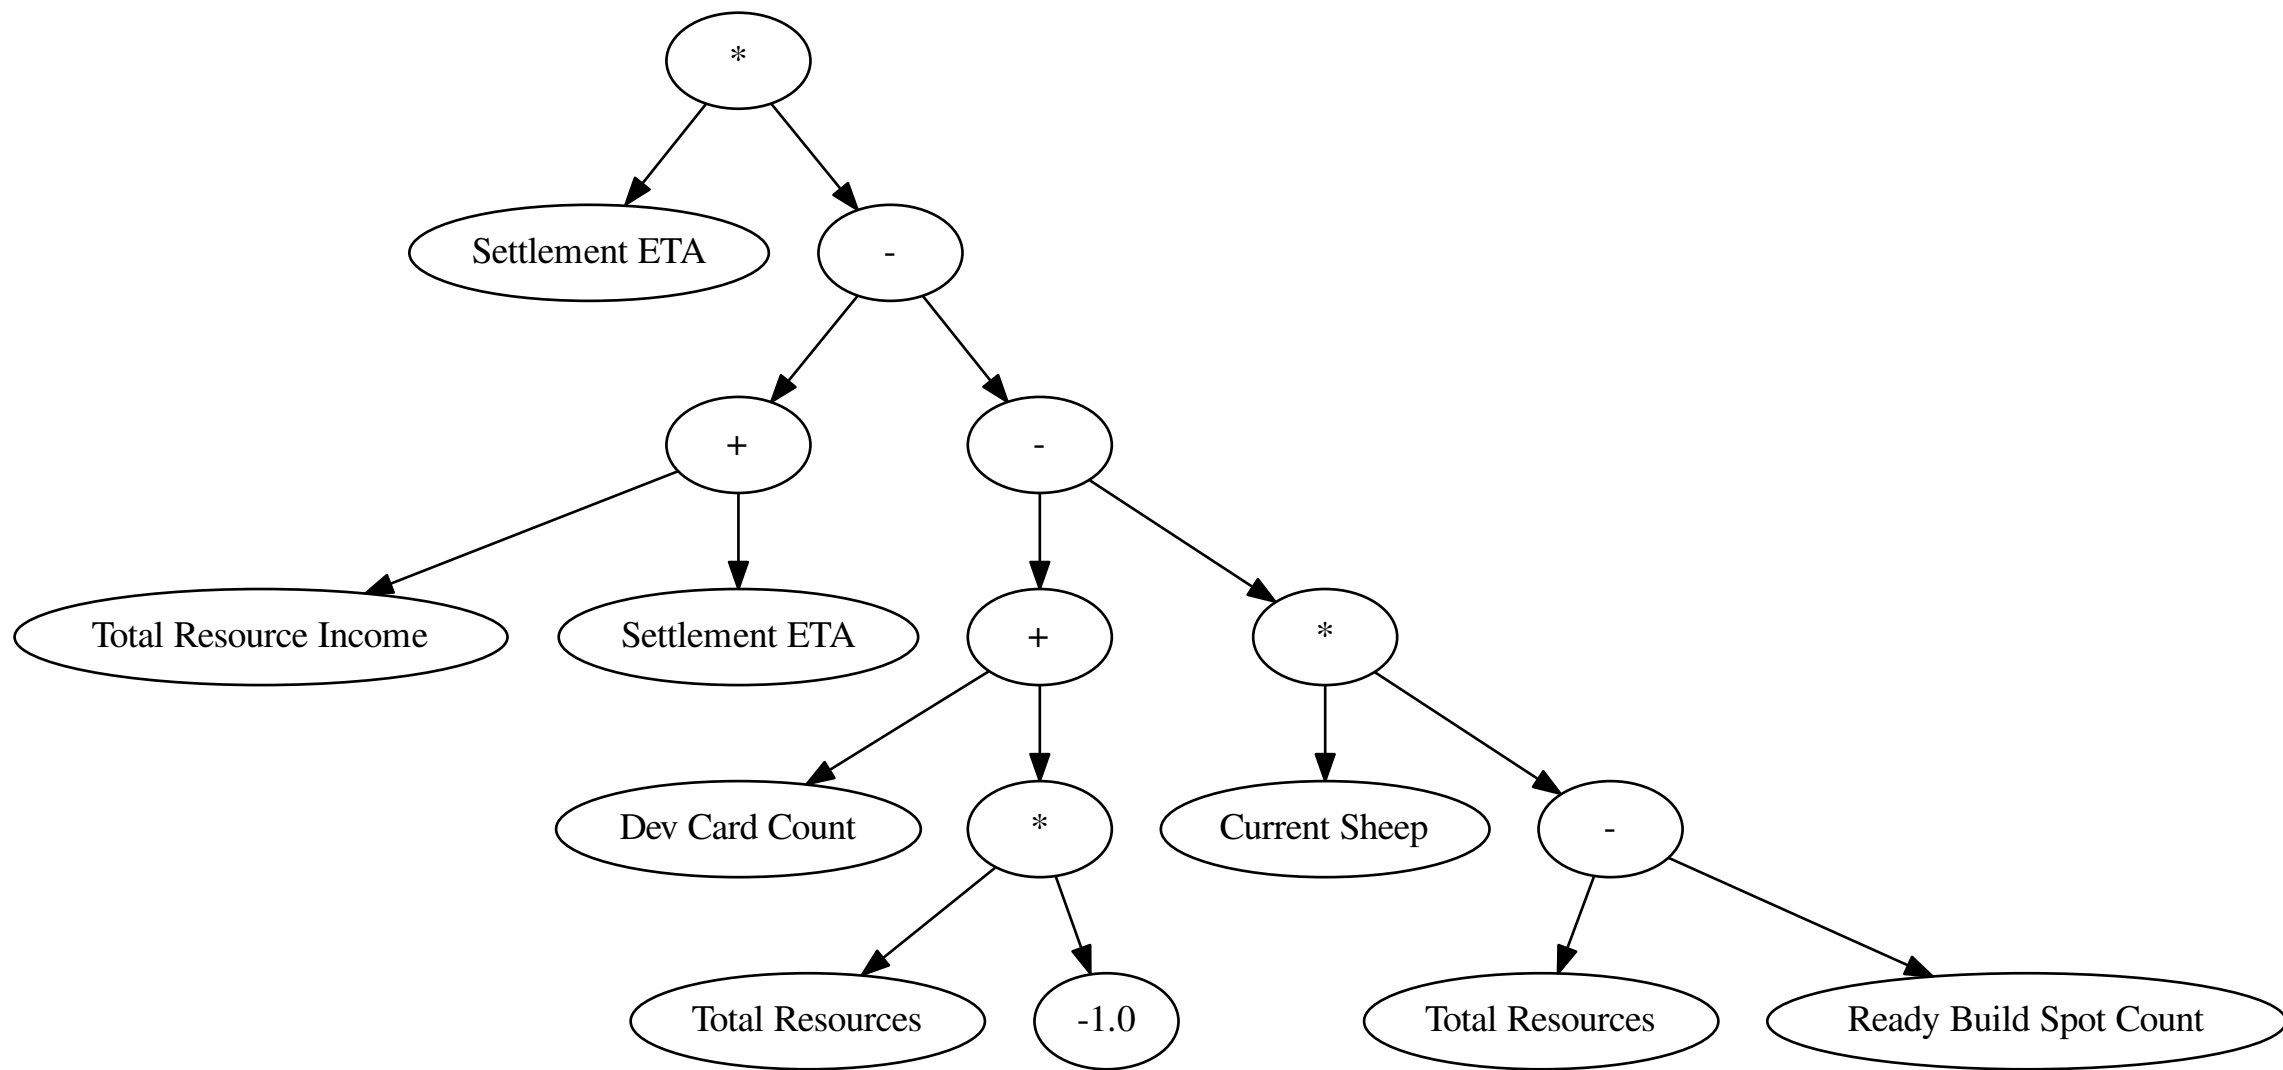 *
Settlement ETA
-
+
-
Total Resource Income
Settlement ETA
+
*
Dev Card Count
*
Current Sheep
-
Total Resources
-1.0
Total Resources
Ready Build Spot Count